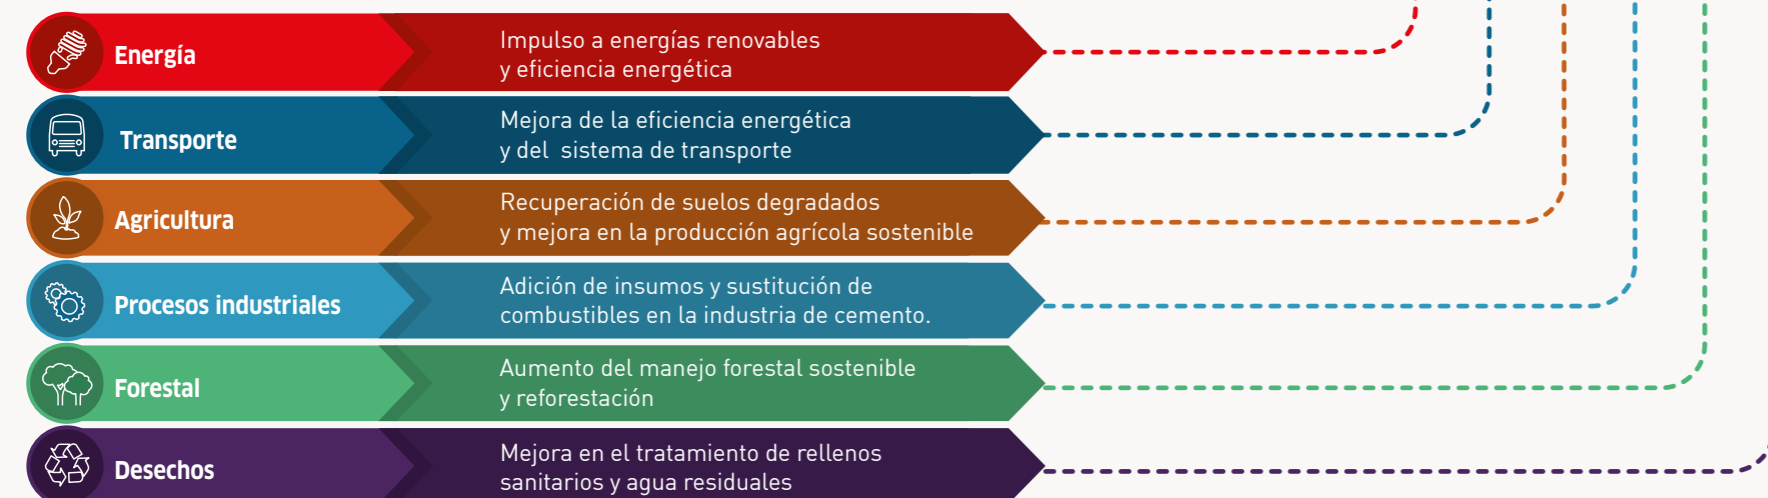 Energía
Impulso a energías renovables
y eficiencia energética
Transporte
Mejora de la eficiencia energética
y del  sistema de transporte
Agricultura
Recuperación de suelos degradados
y mejora en la producción agrícola sostenible
Procesos industriales
Adición de insumos y sustitución de
combustibles en la industria de cemento.
Forestal
Aumento del manejo forestal sostenible
y reforestación
Desechos
Mejora en el tratamiento de rellenos
sanitarios y agua residuales